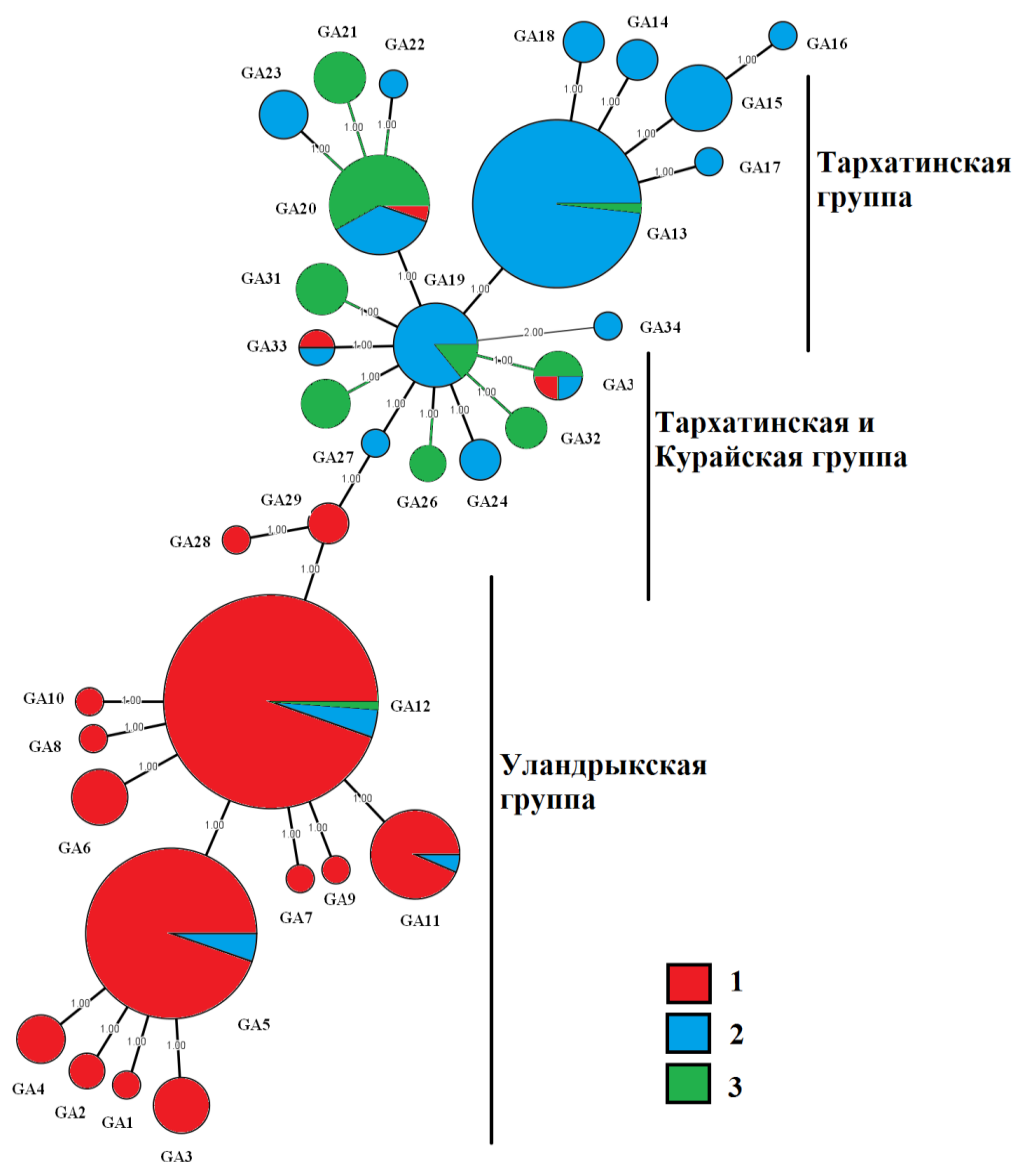 GA21
GA22
GA23
GA18
GA14
GA16
GA15
GA17
GA20
GA13
GA19
GA31
GA33
GA34
GA3
GA32
GA27
GA26
GA24
GA29
GA28
1.00
1.00
1.00
1.00
1.00
1.00
1.00
1.00
1.00
1.00
1.00
1.00
2.00
1.00
1.00
1.00
1.00
1.00
1.00
1.00
1.00
1.00
Тархатинская
группа
Тархатинская и
Курайская группа
GA10
GA12
GA8
GA6
GA7
GA9
GA11
GA5
GA4
GA2
GA1
GA3
1.00
1.00
1.00
1.00
1.00
1.00
1.00
1.00
1.00
1.00
1.00
Уландрыкская
группа
1
2
3